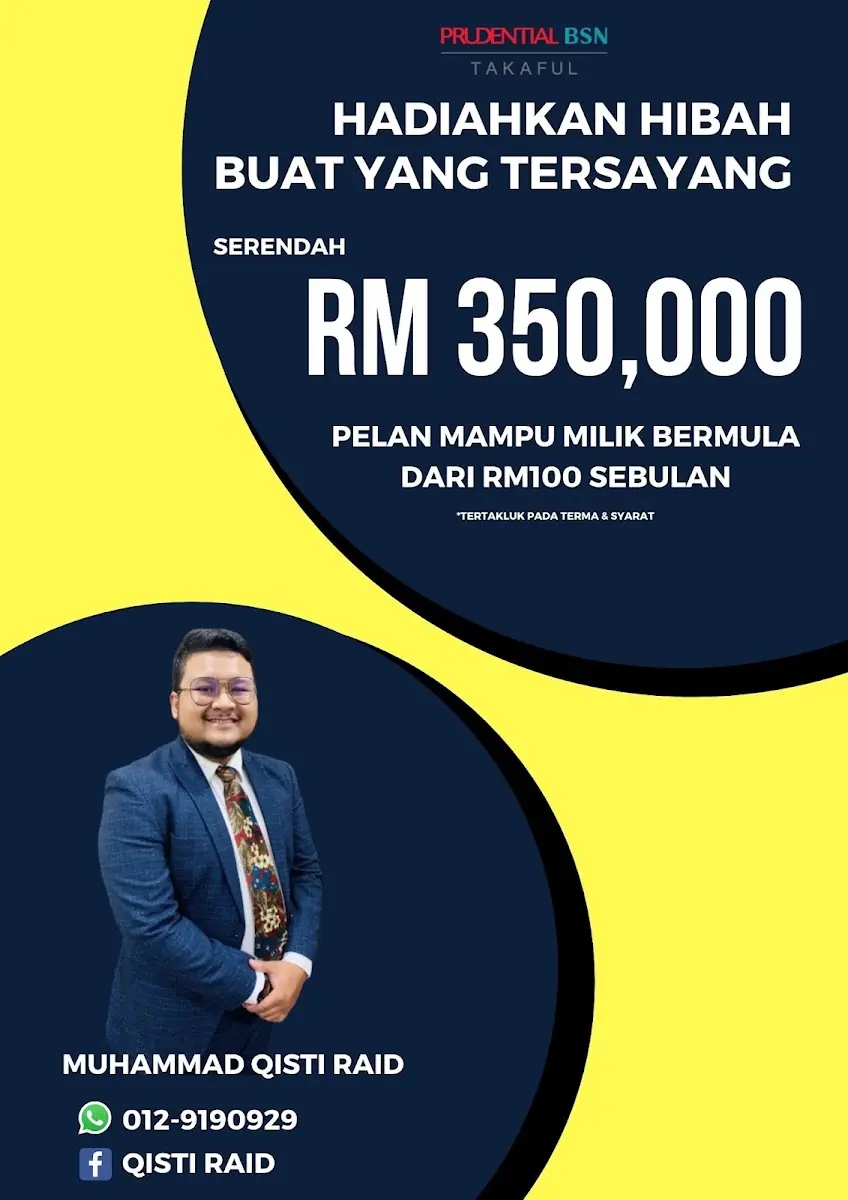 PRUDENTIAL BSN
TAKAFUL
HADIAHKAN HIBAH
BUAT YANG TERSAYANG
SERENDAH
RM 350,000
PELAN MAMPU MILIK BERMULA
DARI RM100 SEBULAN
*TERTAKLUK PADA TERMA & SYARAT
MUHAMMAD QISTI RAID
012-9190929
QISTI RAID